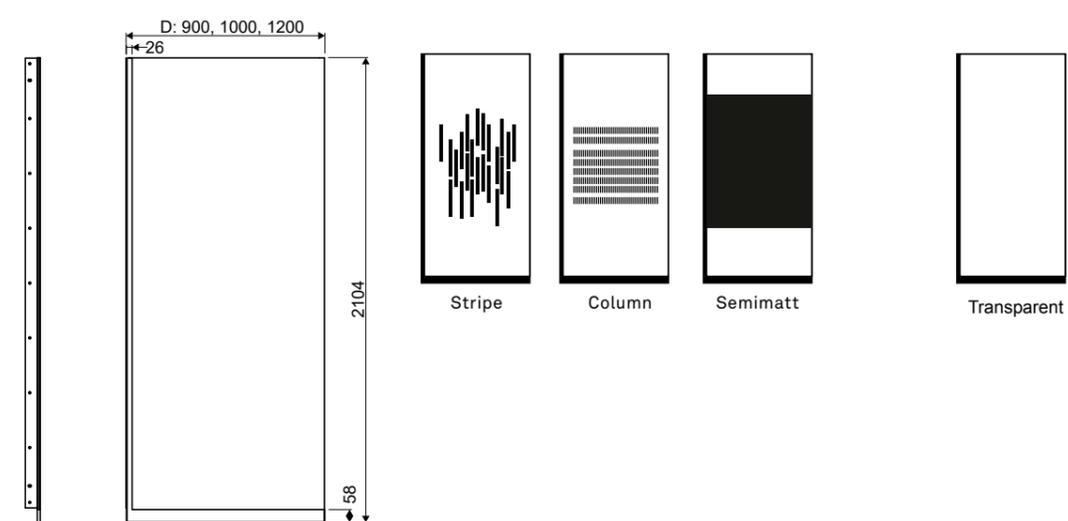 D: 900, 1000, 1200
26
2104
58
Stripe
Column
Semimatt
Transparent